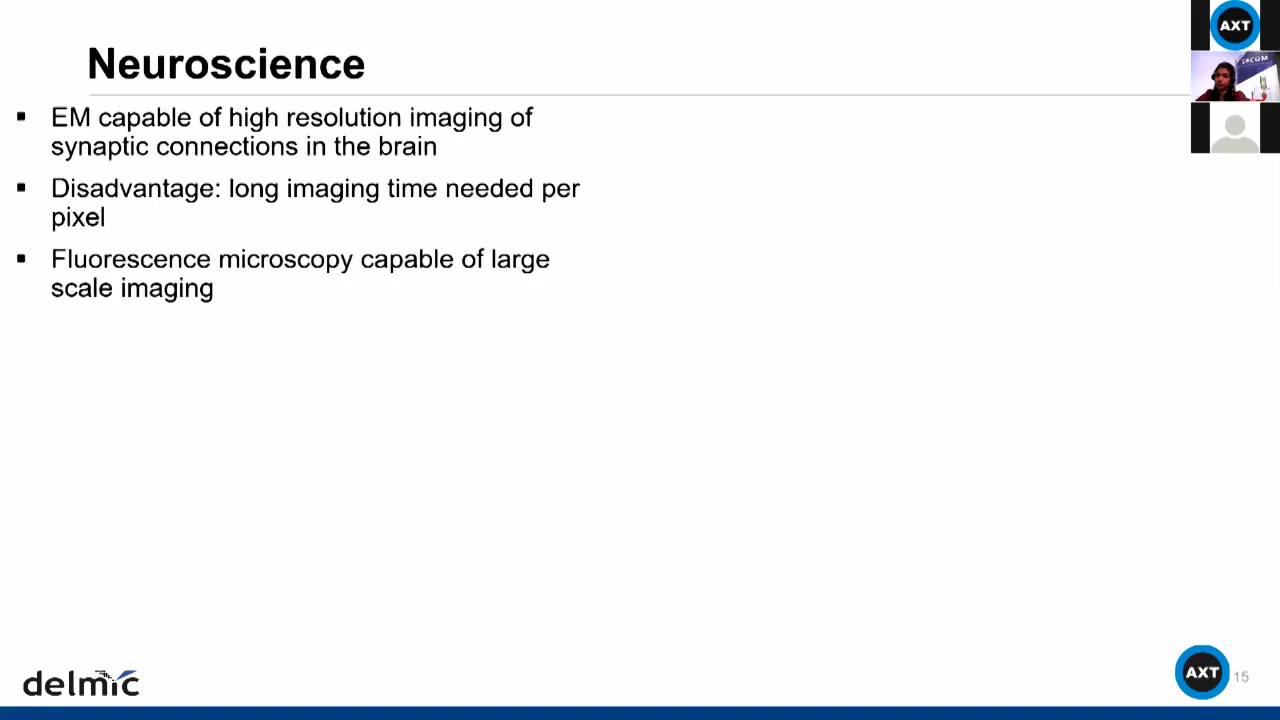 Neuroscience
▪ EM capable of high resolution imaging of
synaptic connections in the brain
▪ Disadvantage: long imaging time needed per
pixel
▪ Fluorescence microscopy capable of large
scale imaging
AXT
SECOM
delmic
AXT
15